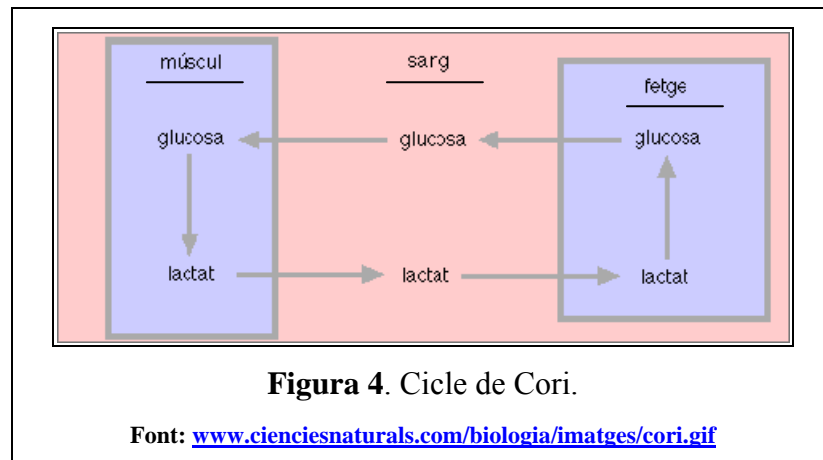 múscul
sarg
fetge
glucosa
glucosa
glucosa
lactat
lactat
lactat
Figura 4. Cicle de Cori.
Font: www.cienciesnaturals.com/biologia/imatges/cori.gif